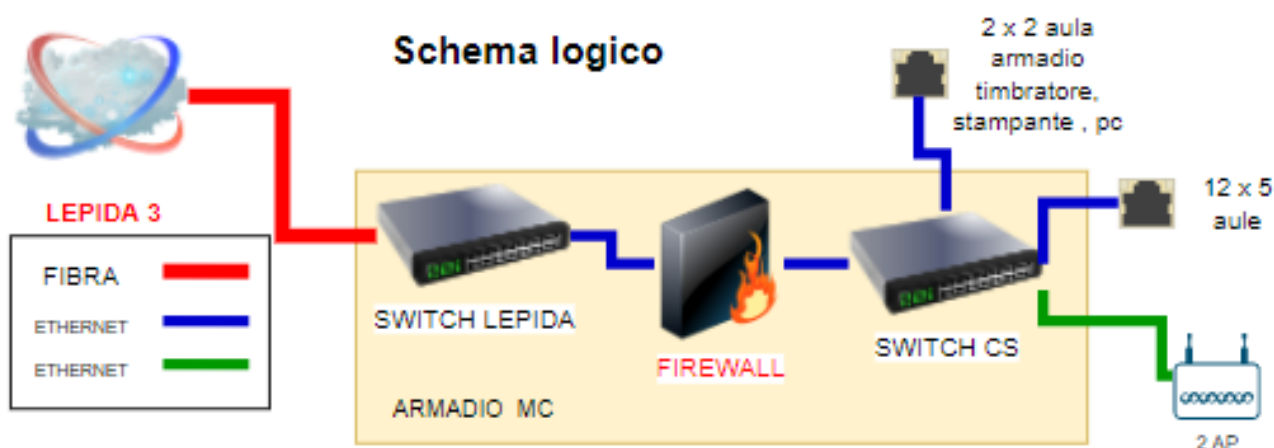 Schema logico
2 x 2 aula
armadio
timbratore,
stampante , pc
12 x 5
aule
LEPIDA 3
FIBRA
ETHERNET
ETHERNET
SWITCH LEPIDA
FIREWALL
SWITCH CS
ARMADIO MC
2 AP